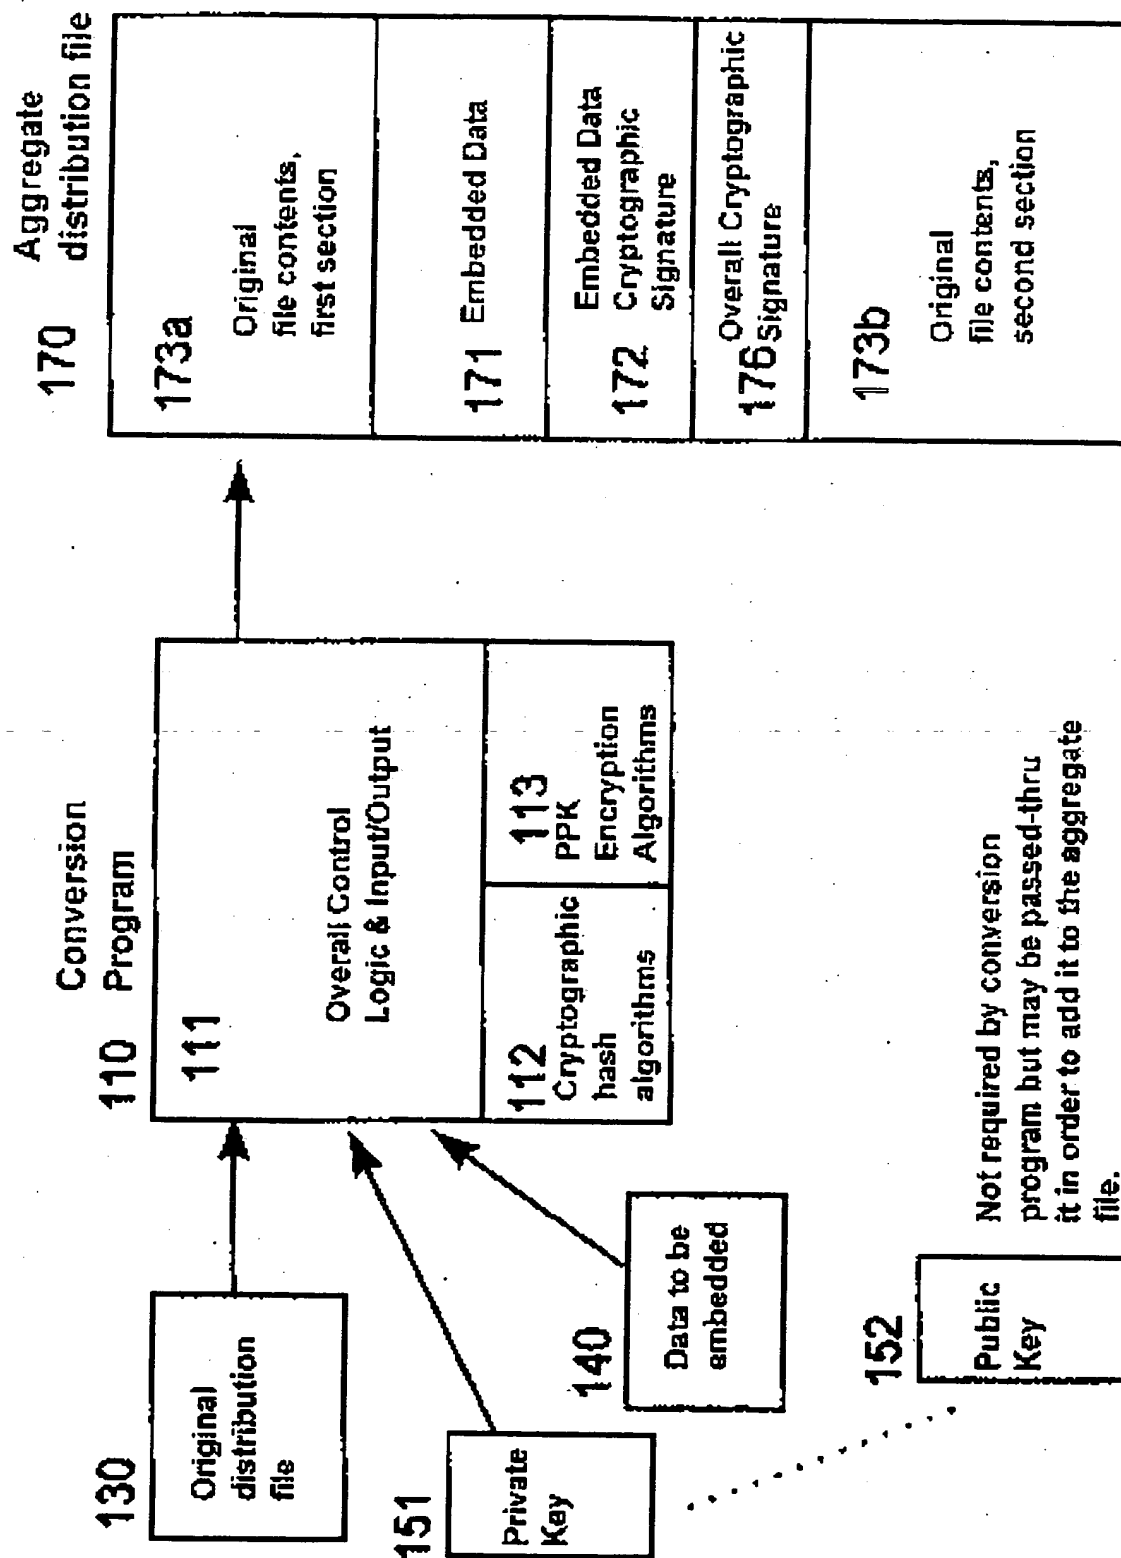 130
Original
distribution
file
151
Private
Key
140
Data to be
embedded
152
Public
Key
Not required by conversion
program but may be passed-thru
it in order to add it to the aggregate
file.
Conversion
110 Program
111
Overall Control
Logic & Input/Output
112
Cryptographic
hash
algorithms
113
PPK
Encryption
Algorithms
170
Aggregate
distribution file
173a
Original
file contents,
first section
171 Embedded Data
172
Embedded Data
Cryptographic
Signature
Overall Cryptographic
176 Signature
173b
Original
file contents,
second section